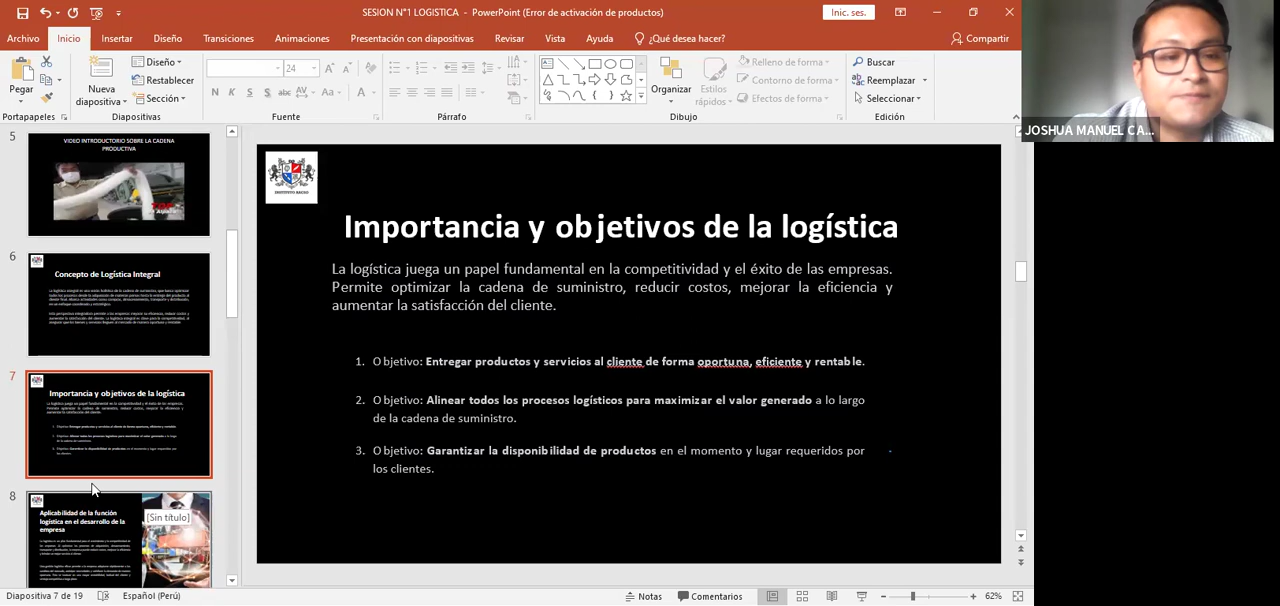 SESION N°1 LOGISTICA - PowerPoint (Error de activación de productos)
Inic. ses.
Archivo Inicio Insertar Diseño Transiciones Animaciones Presentación con diapositivas Revisar Vista Ayuda ¿Qué desea hacer? Compartir
Pegar
Nueva diapositiva
Diseño
Restablecer
Sección
24
N K S S abc AV Aa A
Organizar
Estilos rápidos
Relleno de forma
Contorno de forma
Efectos de forma
Buscar
Reemplazar
Seleccionar
Portapapeles Diapositivas Fuente Párrafo Dibujo Edición
JOSHUA MANUEL CA...
5
VIDEO INTRODUCTORIO SOBRE LA CADENA
PRODUCTIVA
6
Concepto de Logística Integral
7
Importancia y objetivos de la logística
8
Aplicabilidad de la función
logística en el desarrollo de la
empresa
[Sin título]
INSTITUTO
Importancia y objetivos de la logística
La logística juega un papel fundamental en la competitividad y el éxito de las empresas.
Permite optimizar la cadena de suministro, reducir costos, mejorar la eficiencia y
aumentar la satisfacción del cliente.
1. Objetivo: Entregar productos y servicios al cliente de forma oportuna, eficiente y rentable.
2. Objetivo: Alinear todos los procesos logísticos para maximizar el valor generado a lo largo
de la cadena de suministro.
3. Objetivo: Garantizar la disponibilidad de productos en el momento y lugar requeridos por
los clientes.
Diapositiva 7 de 19 Español (Perú) Notas Comentarios 62%